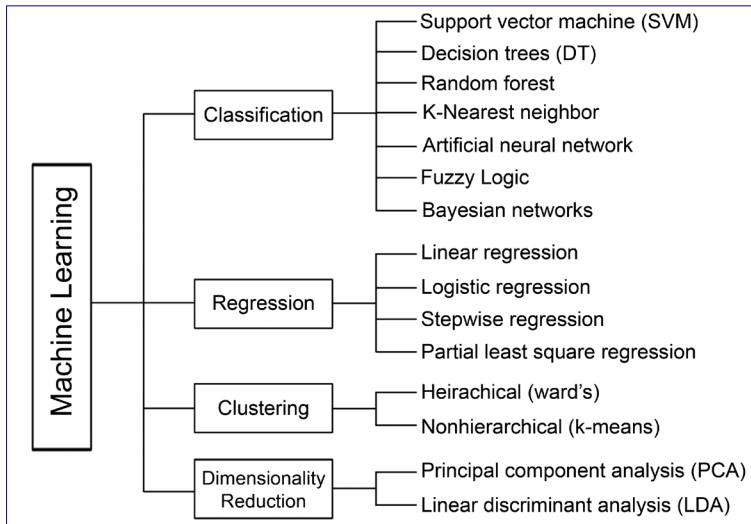 Machine Learning
Classification
Support vector machine (SVM)
Decision trees (DT)
Random forest
K-Nearest neighbor
Artificial neural network
Fuzzy Logic
Bayesian networks
Regression
Linear regression
Logistic regression
Stepwise regression
Partial least square regression
Clustering
Heirachical (ward's)
Nonhierarchical (k-means)
Dimensionality
Reduction
Principal component analysis (PCA)
Linear discriminant analysis (LDA)